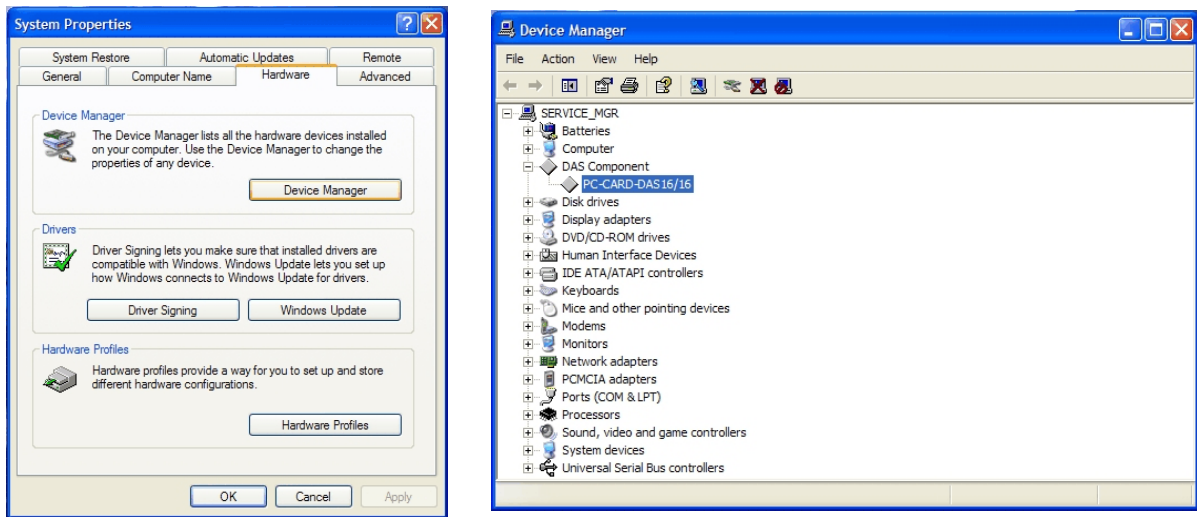 System Properties
System Restore
Automatic Updates
Remote
General
Computer Name
Hardware
Advanced
Device Manager
The Device Manager lists all the hardware devices installed
on your computer. Use the Device Manager to change the
properties of any device.
Device Manager
Drivers
Driver Signing lets you make sure that installed drivers are
compatible with Windows. Windows Update lets you set up
how Windows connects to Windows Update for drivers.
Driver Signing
Windows Update
Hardware Profiles
Hardware profiles provide a way for you to set up and store
different hardware configurations.
Hardware Profiles
OK
Cancel
Apply
Device Manager
File
Action
View
Help
SERVICE_MGR
Batteries
Computer
DAS Component
PC-CARD-DAS16/16
Disk drives
Display adapters
DVD/CD-ROM drives
Human Interface Devices
IDE ATA/ATAPI controllers
Keyboards
Mice and other pointing devices
Modems
Monitors
Network adapters
PCMCIA adapters
Ports (COM & LPT)
Processors
Sound, video and game controllers
System devices
Universal Serial Bus controllers